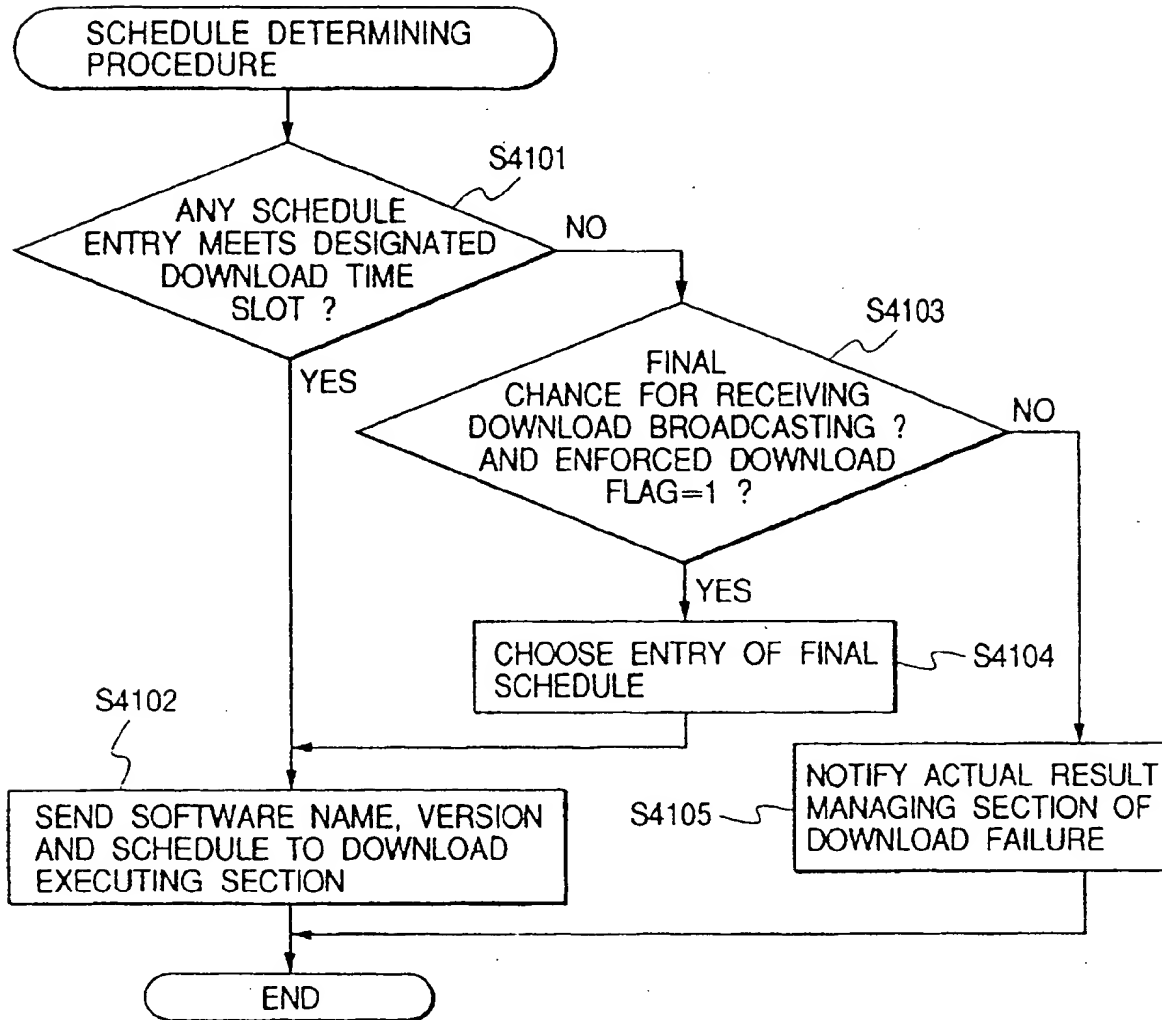 SCHEDULE DETERMINING
PROCEDURE
S4101
ANY SCHEDULE
ENTRY MEETS DESIGNATED
DOWNLOAD TIME
SLOT ?
NO
YES
S4103
FINAL
CHANCE FOR RECEIVING
DOWNLOAD BROADCASTING ?
AND ENFORCED DOWNLOAD
FLAG=1 ?
NO
YES
CHOOSE ENTRY OF FINAL
SCHEDULE
S4104
S4102
SEND SOFTWARE NAME, VERSION
AND SCHEDULE TO DOWNLOAD
EXECUTING SECTION
S4105
NOTIFY ACTUAL RESULT
MANAGING SECTION OF
DOWNLOAD FAILURE
END